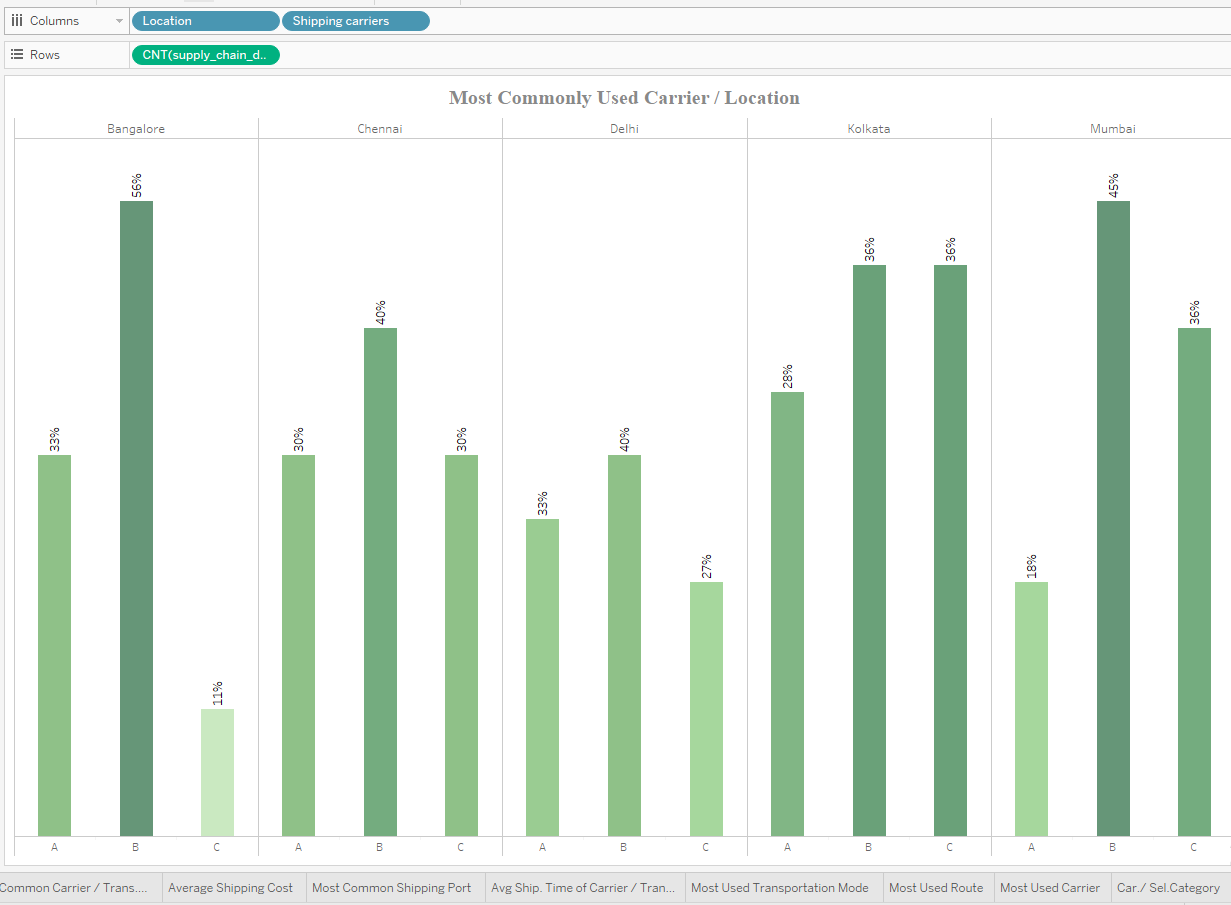 Columns Location Shipping carriers
Rows CNT(supply_chain_d..
Most Commonly Used Carrier / Location
Bangalore Chennai Delhi Kolkata Mumbai
33% 56% 11% 30% 40% 30% 33% 40% 27% 28% 36% 36% 18% 45% 36%
A B C A B C A B C A B C A B C
Common Carrier / Trans.... Average Shipping Cost Most Common Shipping Port Avg Ship. Time of Carrier / Tran... Most Used Transportation Mode Most Used Route Most Used Carrier Car./ Sel.Category